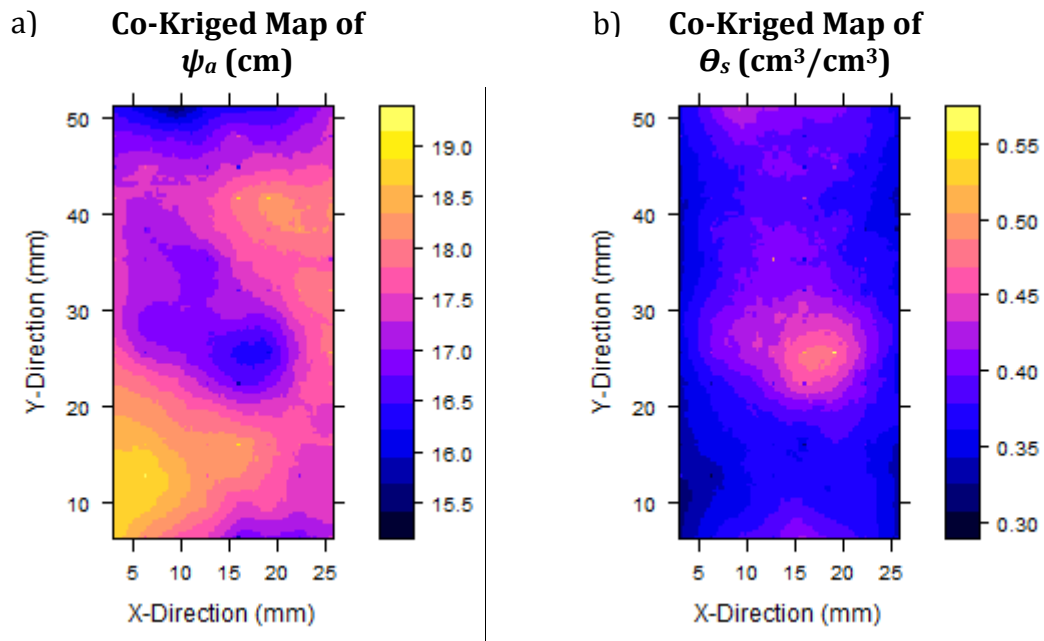 a)
Co-Kriged Map of
ψa (cm)
50
40
30
20
10
Y-Direction (mm)
5 10 15 20 25
X-Direction (mm)
19.0
18.5
18.0
17.5
17.0
16.5
16.0
15.5
b)
Co-Kriged Map of
θs (cm³/cm³)
50
40
30
20
10
Y-Direction (mm)
5 10 15 20 25
X-Direction (mm)
0.55
0.50
0.45
0.40
0.35
0.30